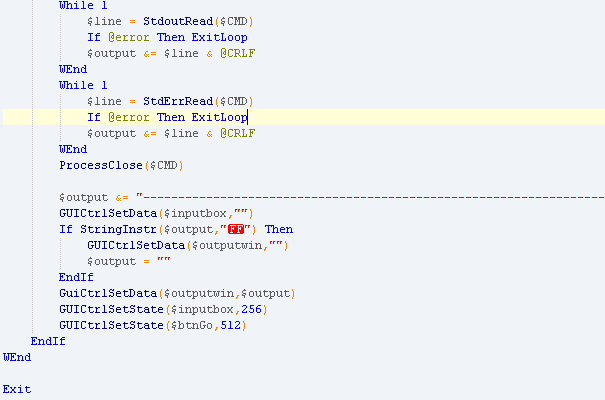 While 1
$line = StdoutRead($CMD)
If @error Then ExitLoop
$output &= $line & @CRLF
WEnd
While 1
$line = StdErrRead($CMD)
If @error Then ExitLoop
$output &= $line & @CRLF
WEnd
ProcessClose($CMD)
$output &= "--------------------------------------------------------------------
GUICtrlSetData($inputbox,"")
If StringInstr($output,"FF") Then
GUICtrlSetData($outputwin,"")
$output = ""
EndIf
GuiCtrlSetData($outputwin,$output)
GUICtrlSetState($inputbox,256)
GUICtrlSetState($btnGo,512)
EndIf
WEnd
Exit